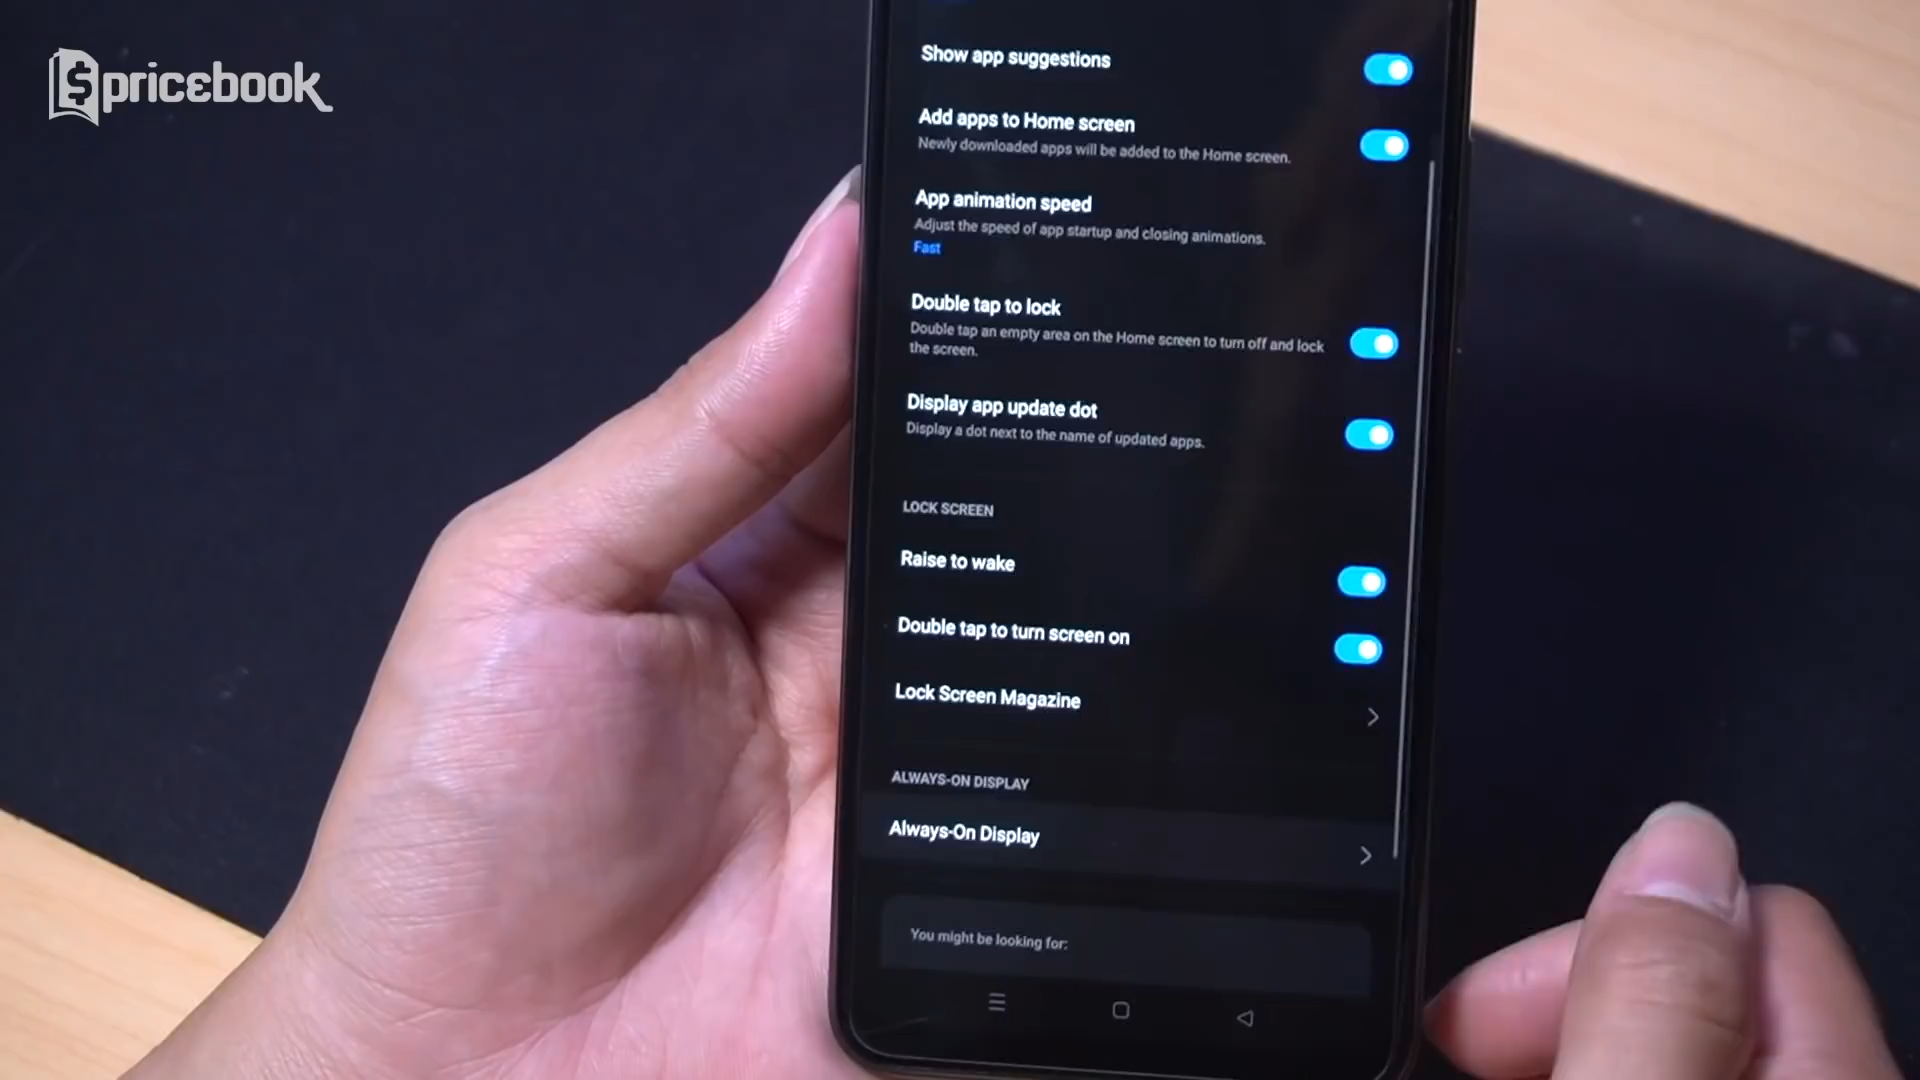 pricebook
Show app suggestions
Add apps to Home screen
Newly downloaded apps will be added to the Home screen.
App animation speed
Adjust the speed of app startup and closing animations.
Fast
Double tap to lock
Double tap an empty area on the Home screen to turn off and lock
the screen.
Display app update dot
Display a dot next to the name of updated apps.
LOCK SCREEN
Raise to wake
Double tap to turn screen on
Lock Screen Magazine
ALWAYS-ON DISPLAY
Always-On Display
You might be looking for: